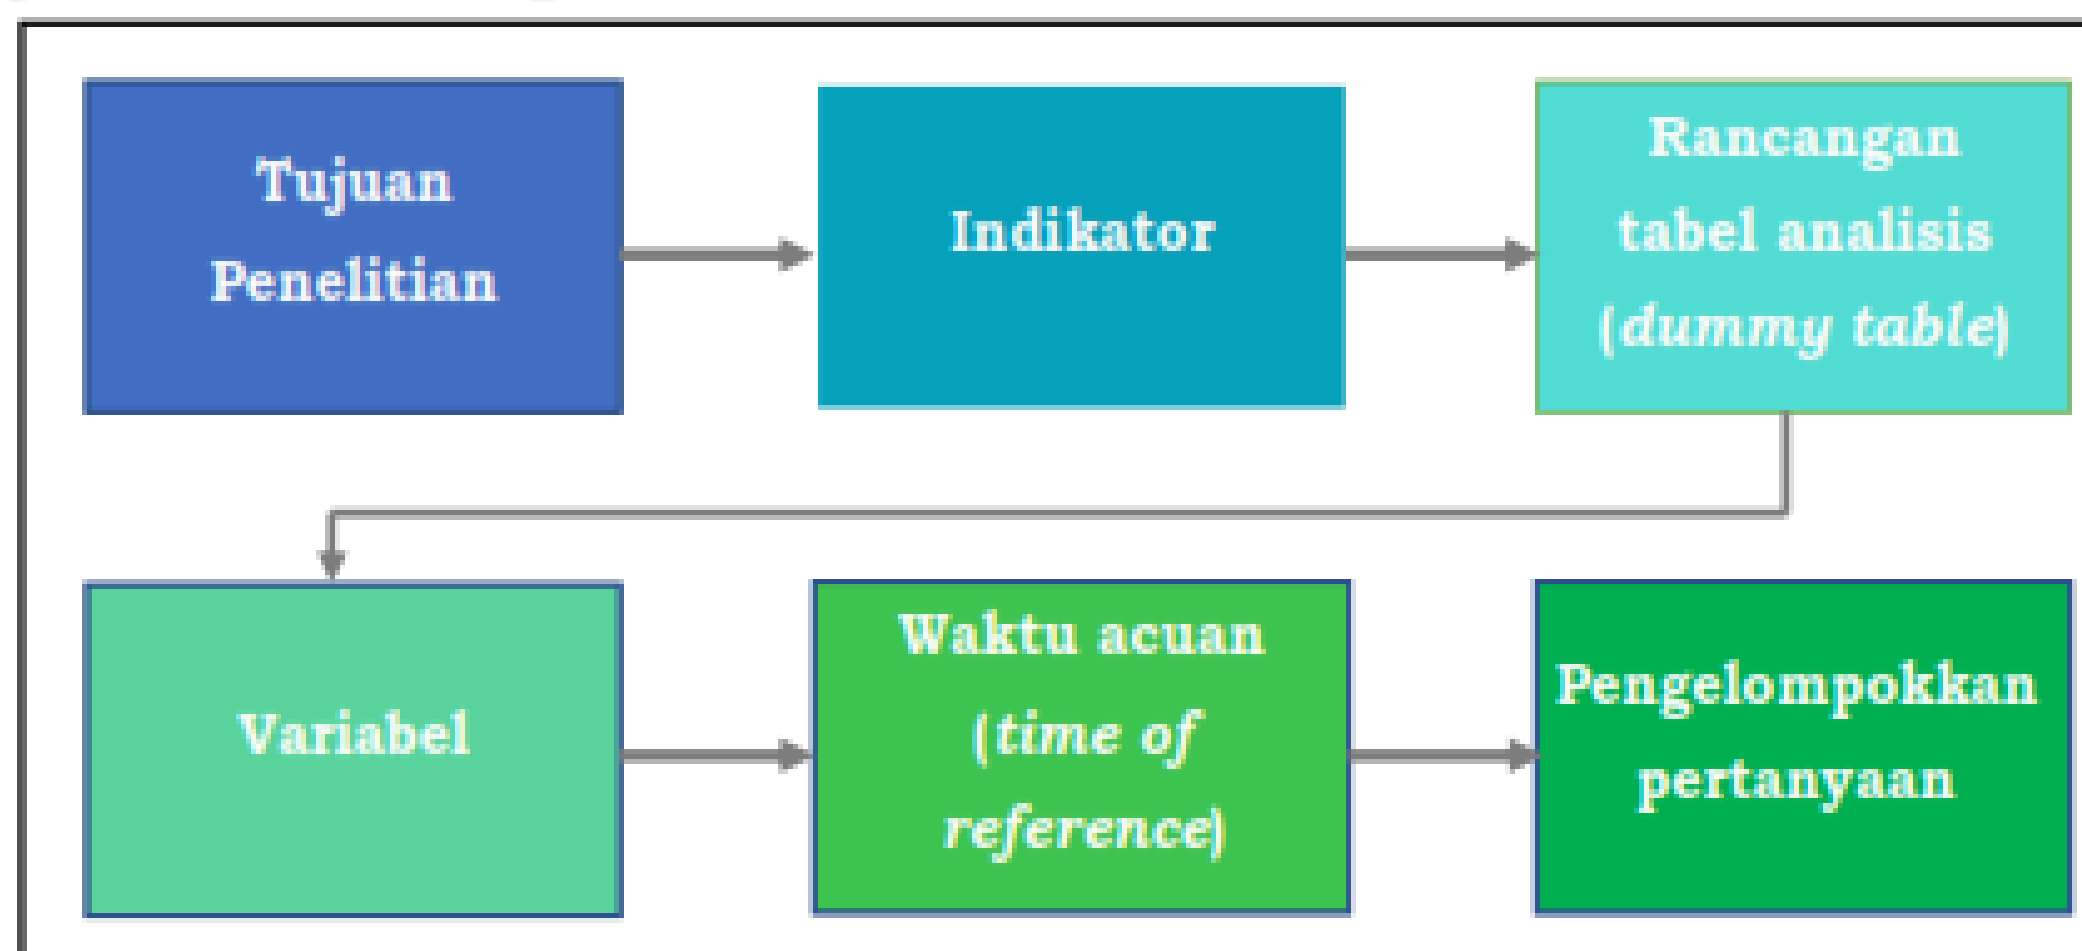 Tujuan
Penelitian
Indikator
Rancangan
tabel analisis
(dummy table)
Variabel
Waktu acuan
(time of
reference)
Pengelompokkan
pertanyaan